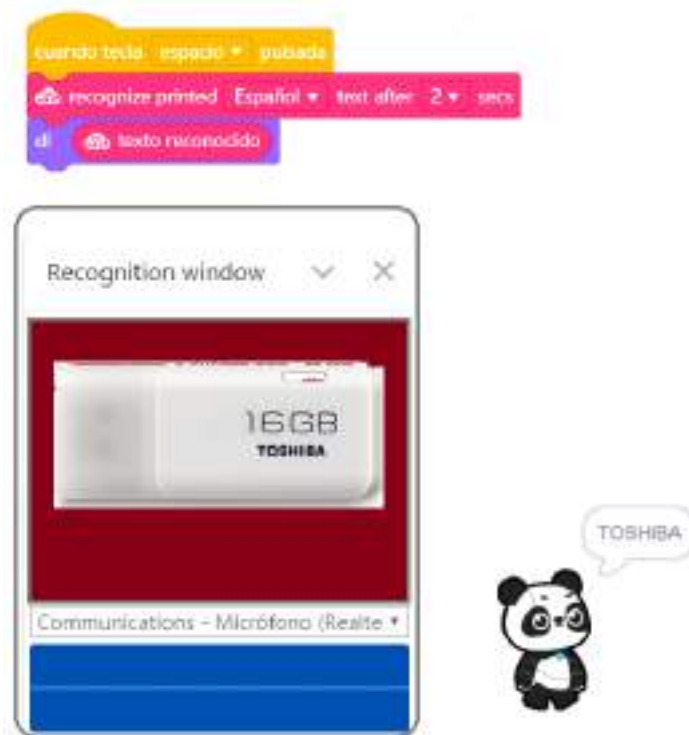 cuando tecla espacio pulsada
recognize printed Español text after 2 secs
di texto reconocido
Recognition window
16GB
TOSHIBA
Communications - Micrófono (Realte
TOSHIBA